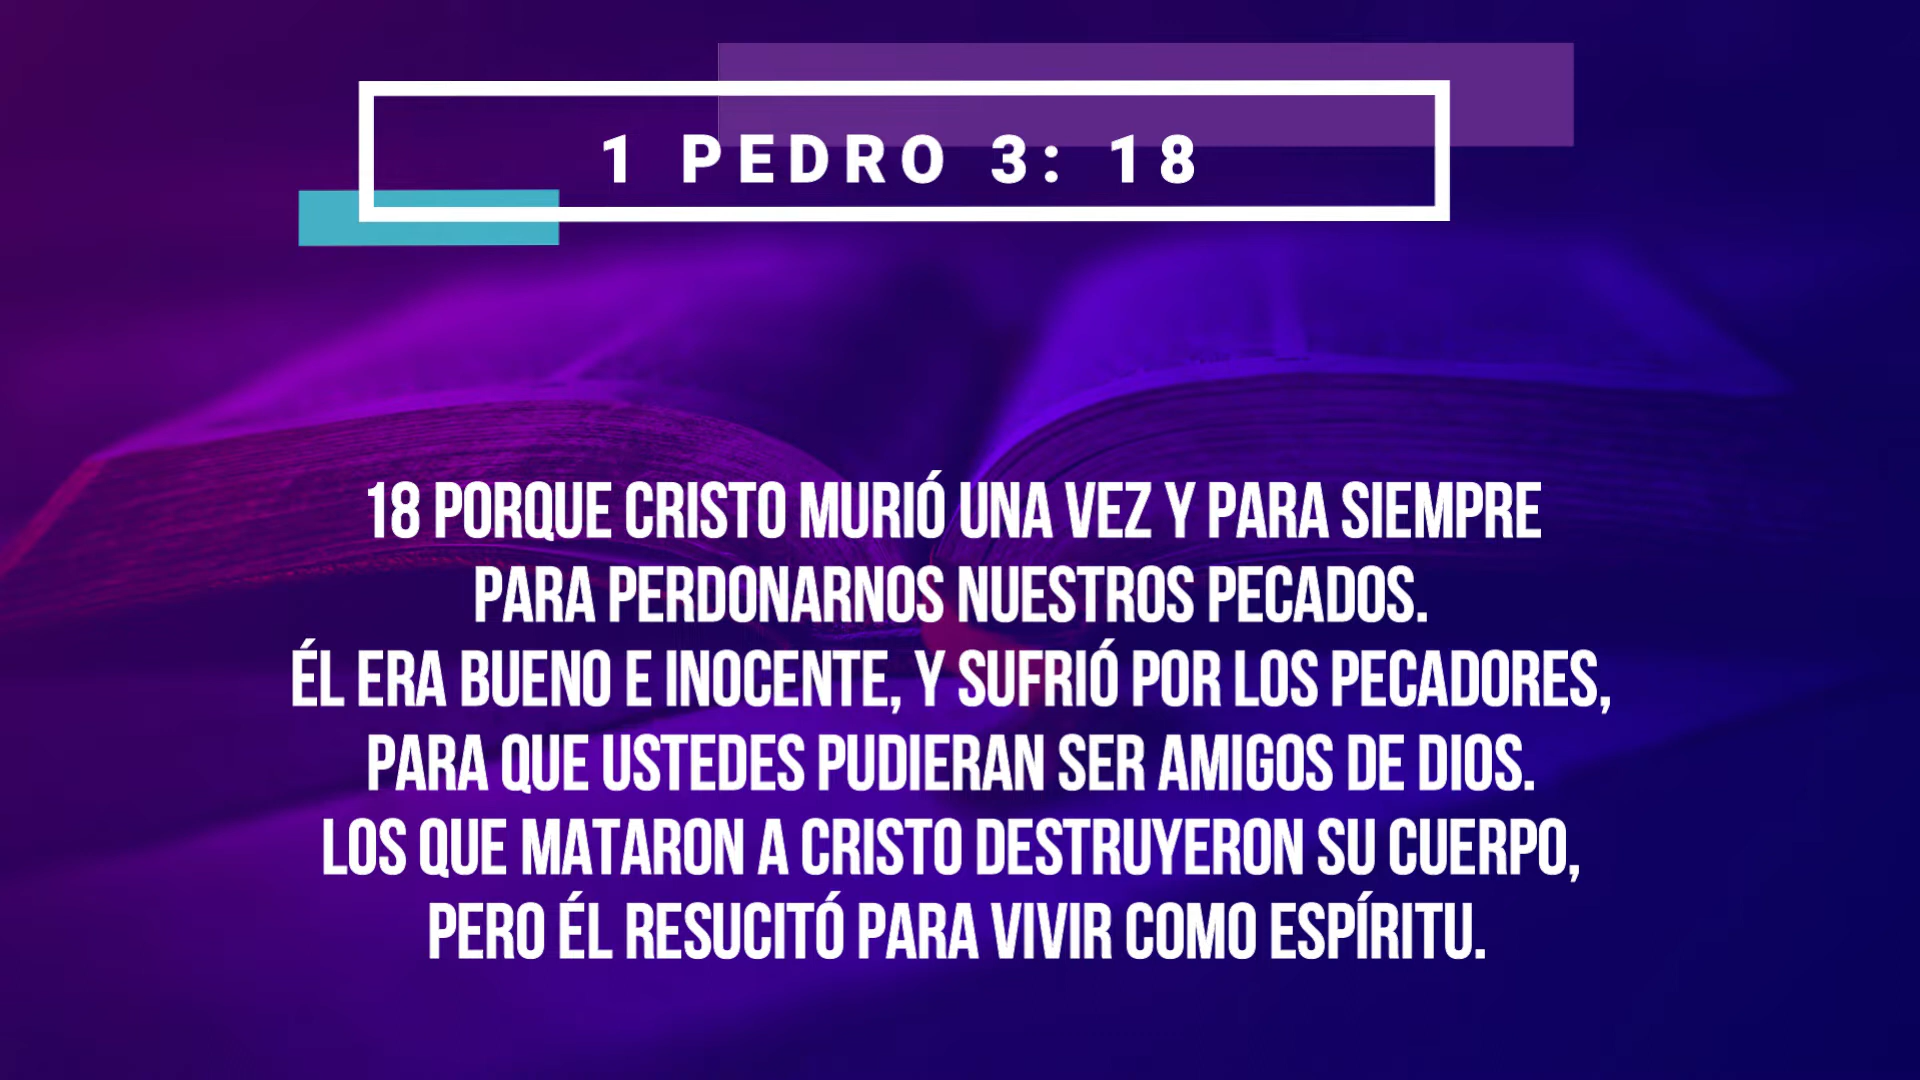 1 PEDRO 3: 18
18 PORQUE CRISTO MURIÓ UNA VEZ Y PARA SIEMPRE
PARA PERDONARNOS NUESTROS PECADOS.
ÉL ERA BUENO E INOCENTE, Y SUFRIÓ POR LOS PECADORES,
PARA QUE USTEDES PUDIERAN SER AMIGOS DE DIOS.
LOS QUE MATARON A CRISTO DESTRUYERON SU CUERPO,
PERO ÉL RESUCITÓ PARA VIVIR COMO ESPÍRITU.